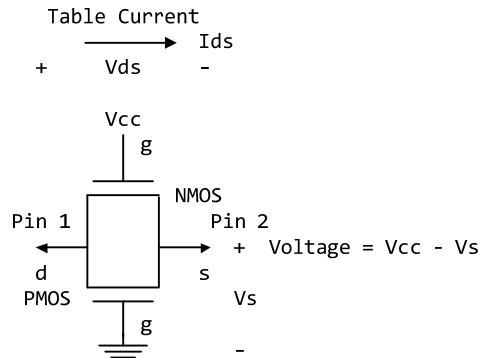 Table Current
Ids
+ Vds -
Vcc
g
NMOS
Pin 1 Pin 2
+ Voltage = Vcc - Vs
d s
PMOS Vs
g
-